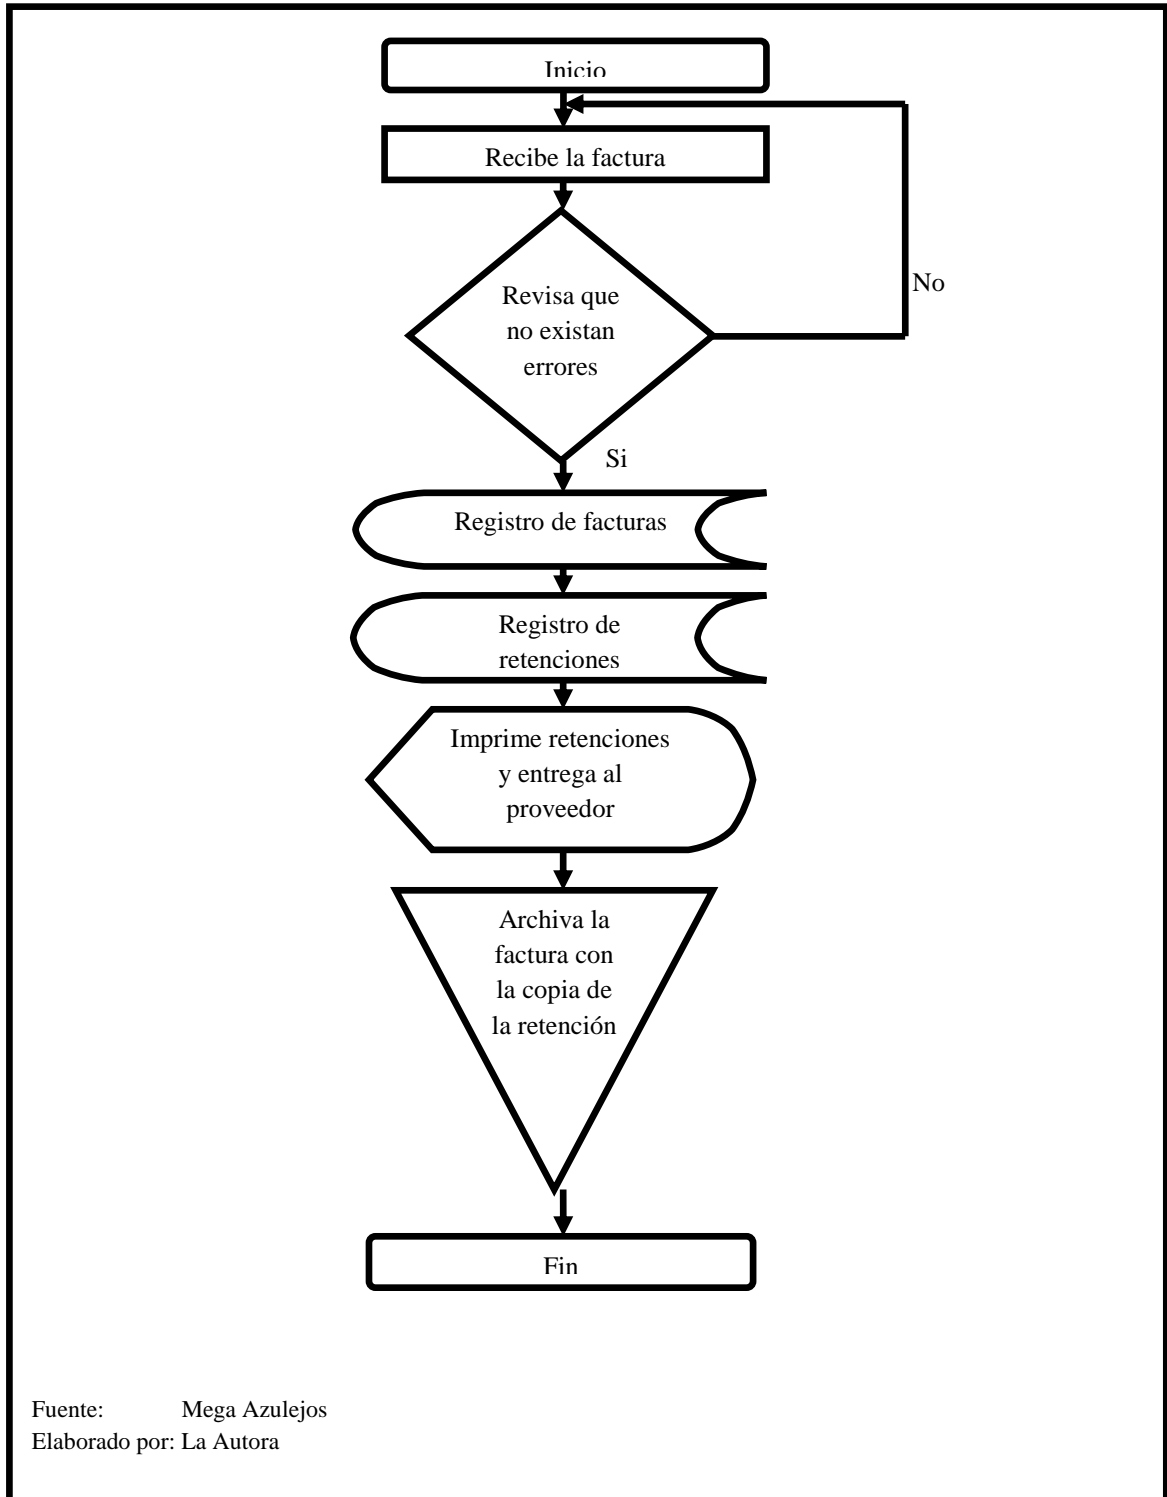 Inicio
Recibe la factura
Revisa que
no existan
errores
No
Si
Registro de facturas
Registro de
retenciones
Imprime retenciones
y entrega al
proveedor
Archiva la
factura con
la copia de
la retención
Fin
Fuente: Mega Azulejos
Elaborado por: La Autora